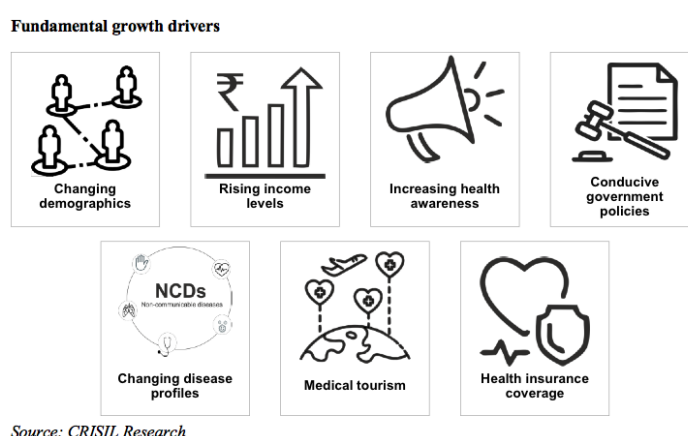 Fundamental growth drivers
₹
Changing
demographics
Rising income
levels
Increasing health
awareness
Conducive
government
policies
NCDs
Non-communicable diseases
Changing disease
profiles
Medical tourism
Health insurance
coverage
Source: CRISIL Research